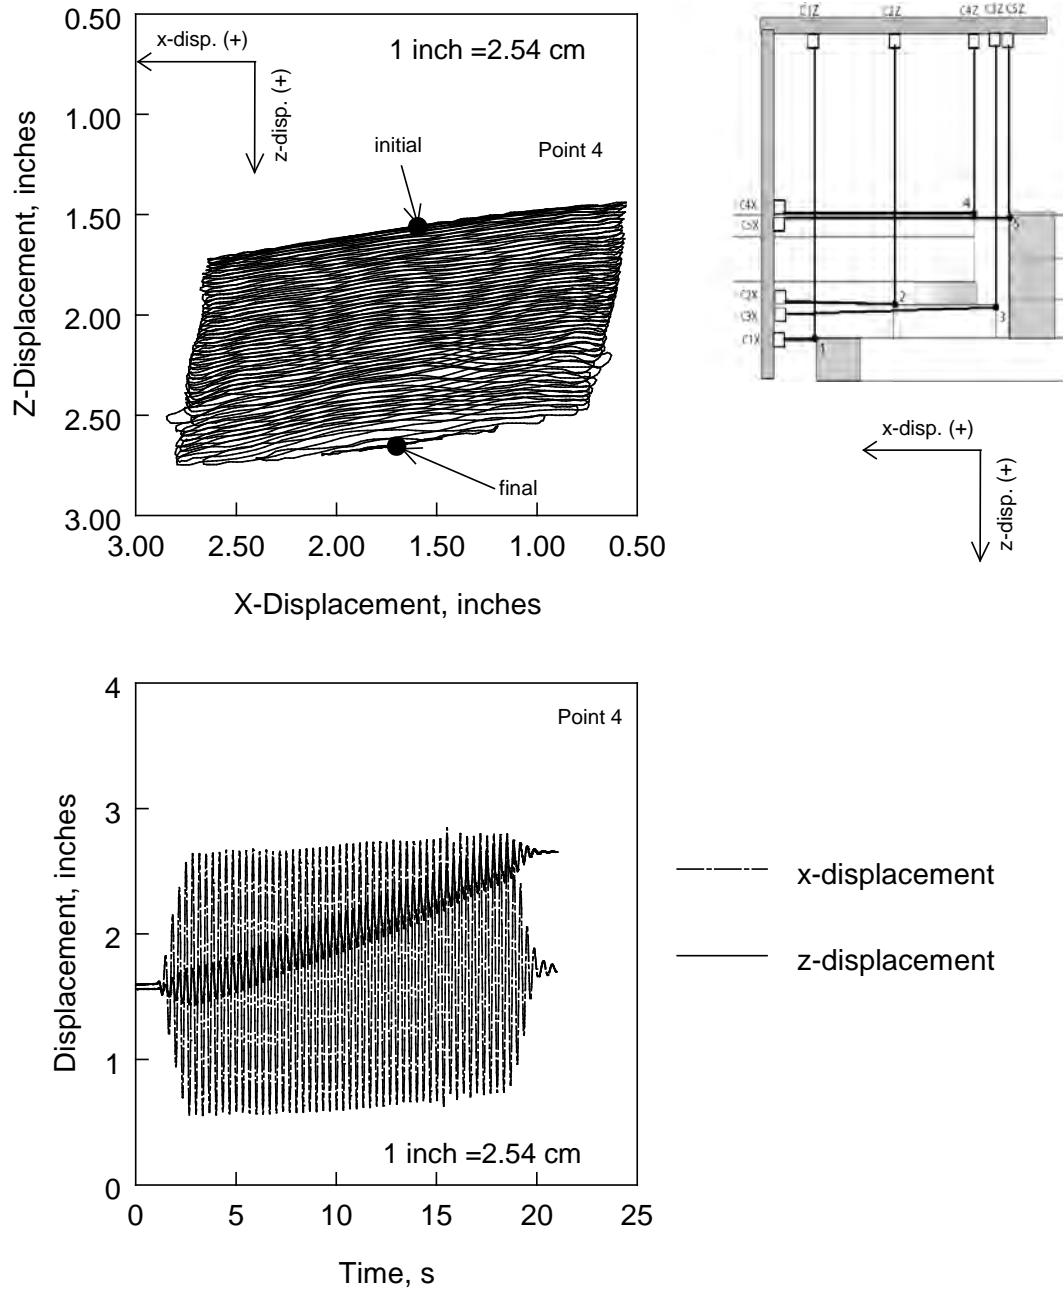 0.50
1.00
1.50
2.00
2.50
3.00
Z-Displacement, inches
x-disp. (+)
z-disp. (+)
1 inch =2.54 cm
initial
Point 4
final
3.00 2.50 2.00 1.50 1.00 0.50
X-Displacement, inches
C1Z C2Z C4Z C3Z C5Z
C4X
C5X
C2X
C3X
C1X
4
5
2
3
1
x-disp. (+)
z-disp. (+)
4
3
2
1
0
Displacement, inches
Point 4
1 inch =2.54 cm
0 5 10 15 20 25
Time, s
x-displacement
z-displacement